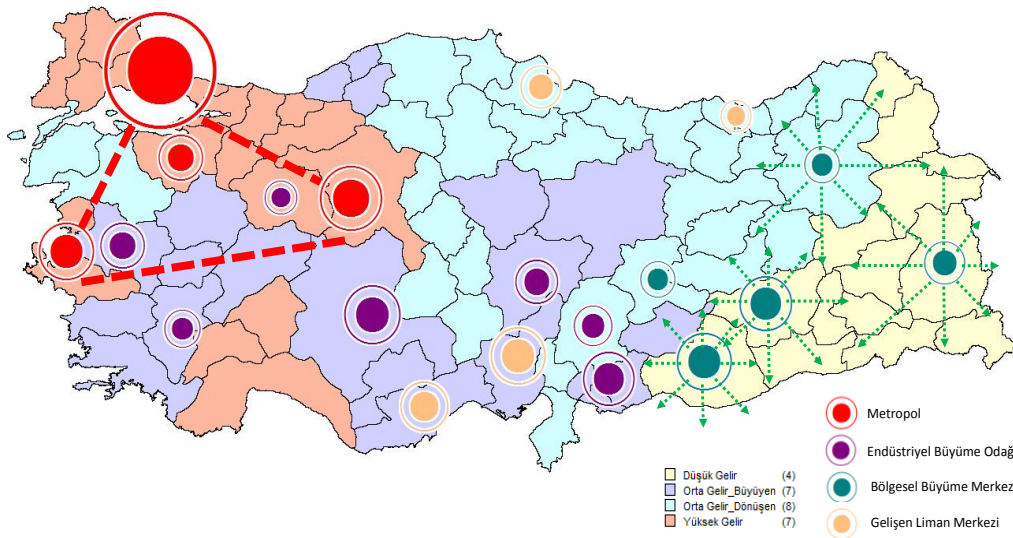 Metropol
Endüstriyel Büyüme Odağ
Bölgesel Büyüme Merkez
Gelişen Liman Merkezi
Düşük Gelir (4)
Orta Gelir_Büyüyen (7)
Orta Gelir_Dönüşen (8)
Yüksek Gelir (7)